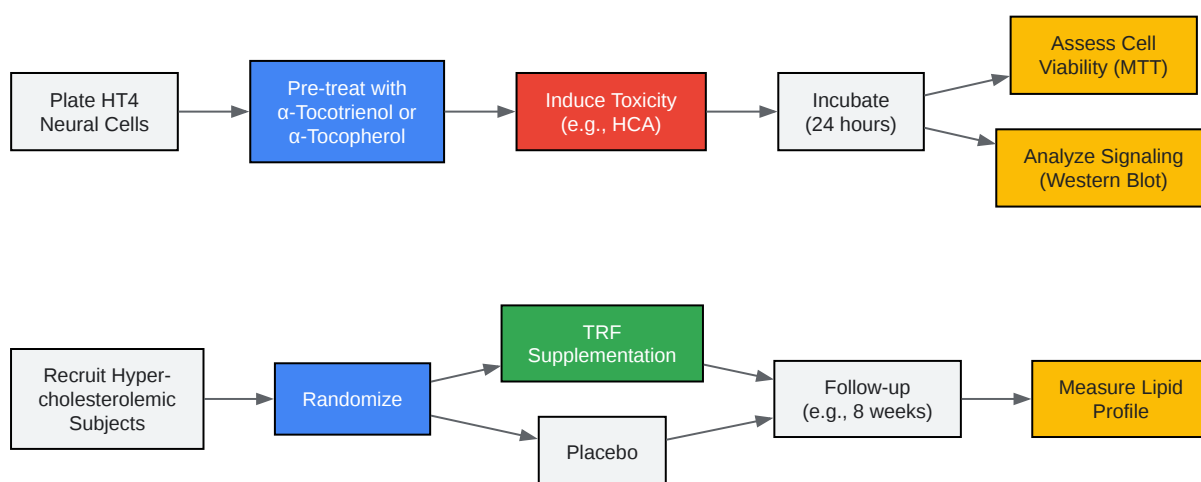 Plate HT4
Neural Cells
Pre-treat with
α-Tocotrienol or
α-Tocopherol
Induce Toxicity
(e.g., HCA)
Incubate
(24 hours)
Assess Cell
Viability (MTT)
Analyze Signaling
(Western Blot)
Recruit Hyper-
cholesterolemic
Subjects
Randomize
TRF
Supplementation
Placebo
Follow-up
(e.g., 8 weeks)
Measure Lipid
Profile